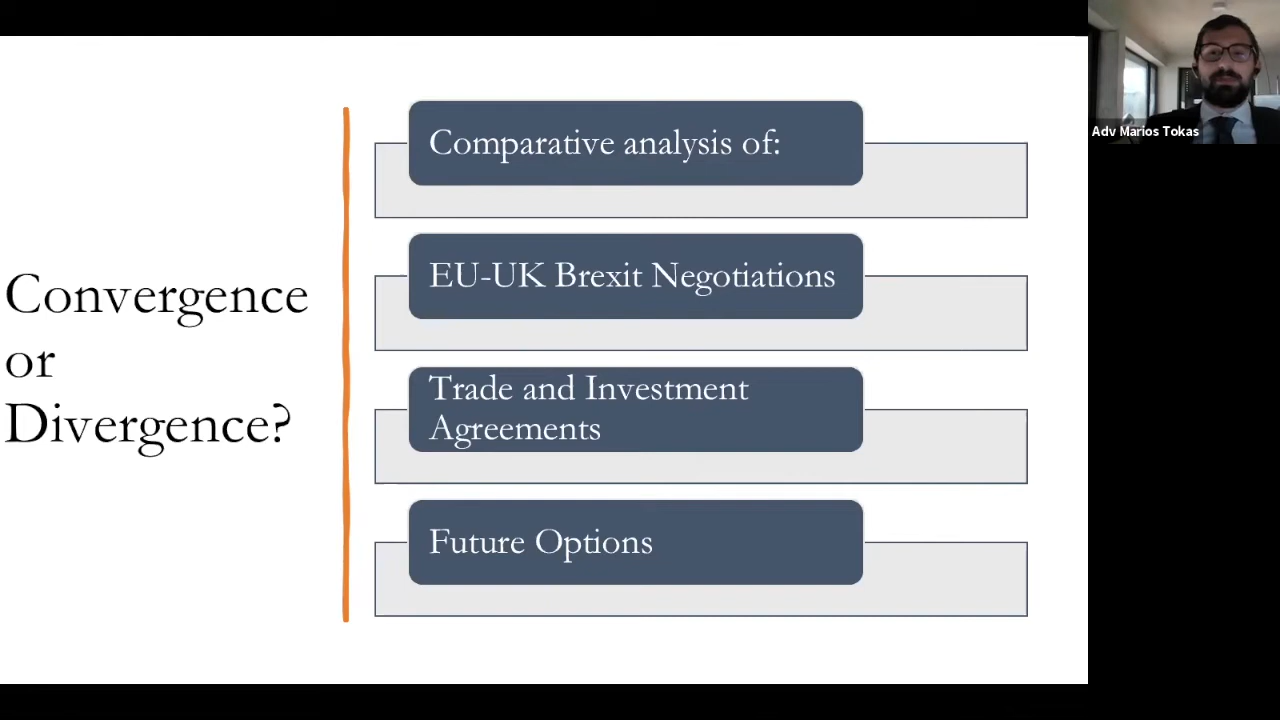 Convergence
or
Divergence?
Comparative analysis of:
EU-UK Brexit Negotiations
Trade and Investment
Agreements
Future Options
Adv Marios Tokas